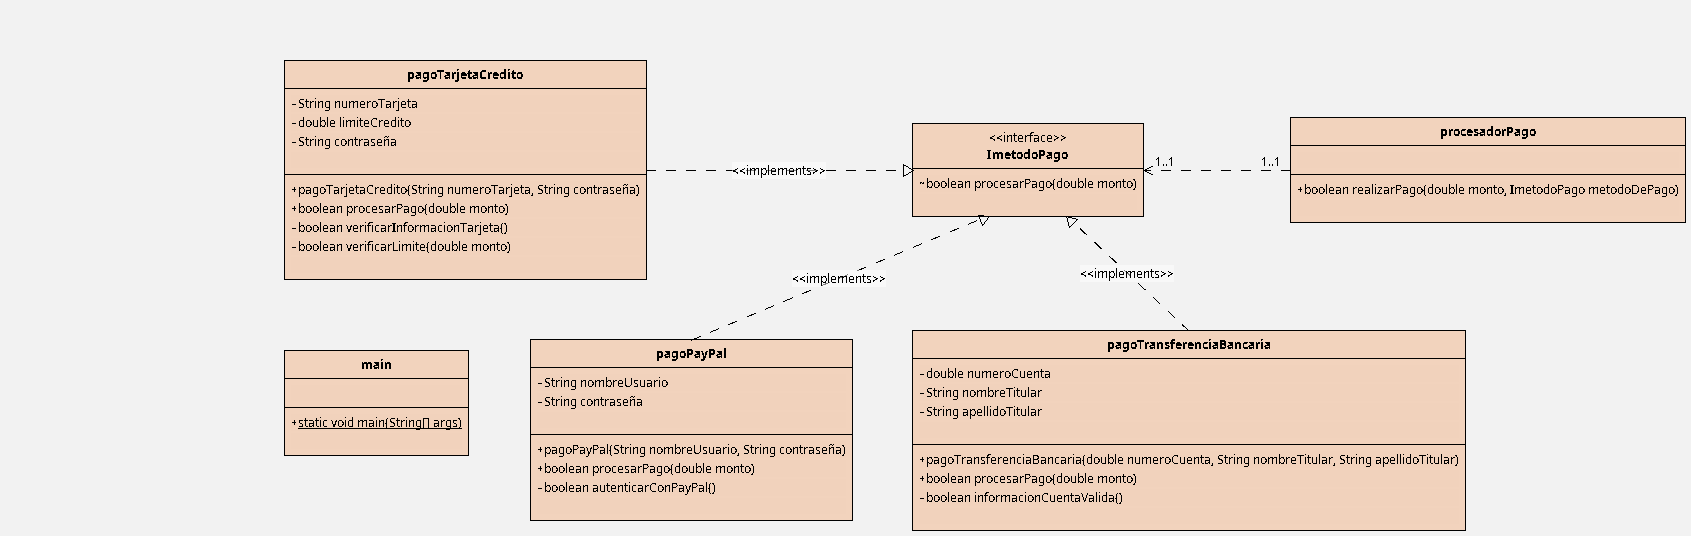 pagoTarjetaCredito
-String numeroTarjeta
-double limiteCredito
-String contraseña
+pagoTarjetaCredito(String numeroTarjeta, String contraseña)
+boolean procesarPago(double monto)
-boolean verificarInformacionTarjeta()
-boolean verificarLimite(double monto)
<<implements>>
<<interface>>
ImetodoPago
~boolean procesarPago(double monto)
1..1
1..1
procesadorPago
+boolean realizarPago(double monto, ImetodoPago metodoDePago)
<<implements>>
<<implements>>
main
+static void main(String[] args)
pagoPayPal
-String nombreUsuario
-String contraseña
+pagoPayPal(String nombreUsuario, String contraseña)
+boolean procesarPago(double monto)
-boolean autenticarConPayPal()
pagoTransferenciaBancaria
-double numeroCuenta
-String nombreTitular
-String apellidoTitular
+pagoTransferenciaBancaria(double numeroCuenta, String nombreTitular, String apellidoTitular)
+boolean procesarPago(double monto)
-boolean informacionCuentaValida()